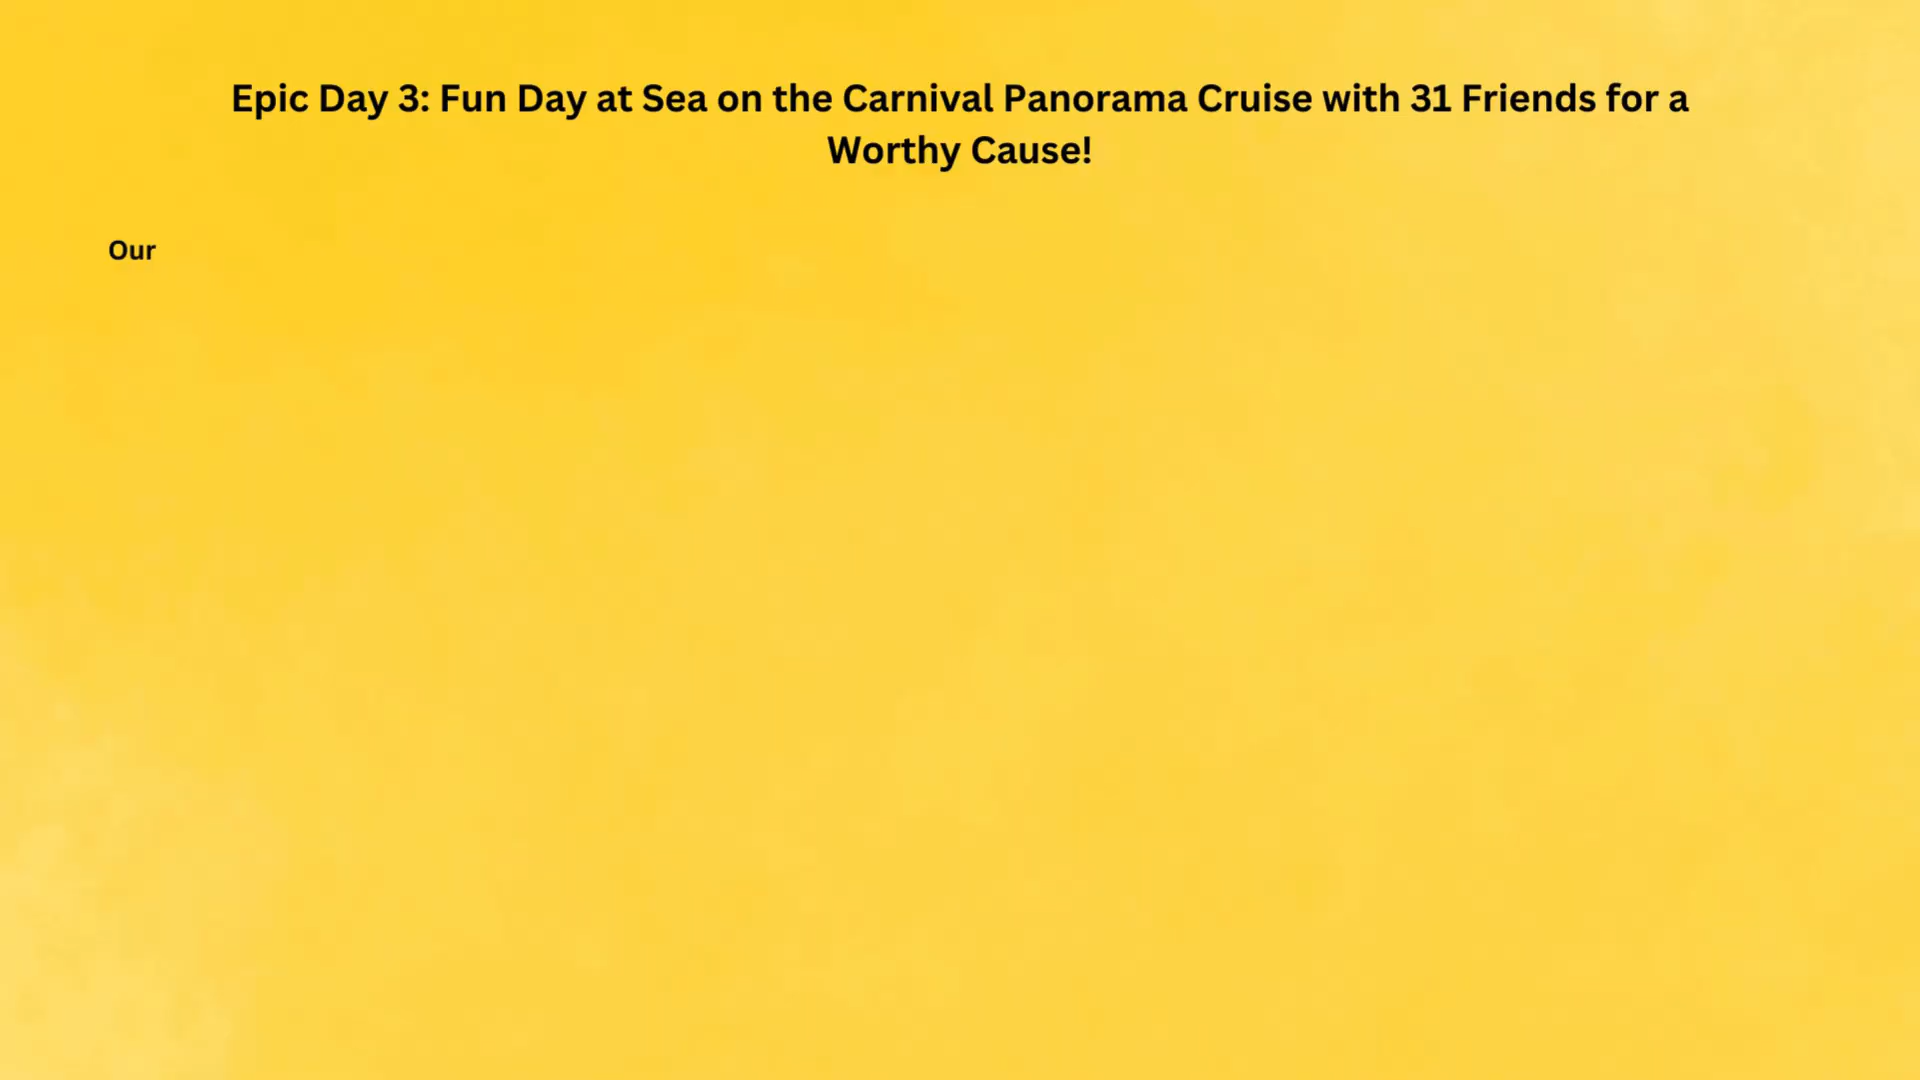 Epic Day 3: Fun Day at Sea on the Carnival Panorama Cruise with 31 Friends for a
Worthy Cause!
Our